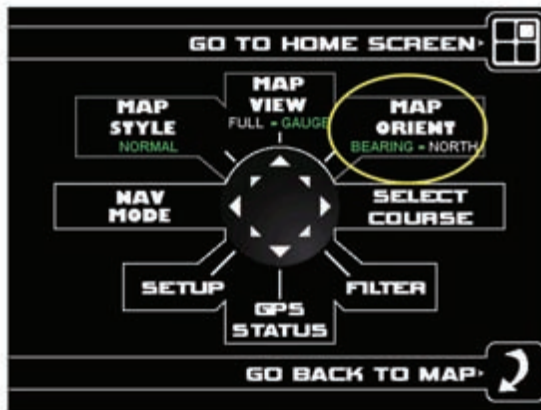 GO TO HOME SCREEN
MAP
VIEW
FULL - GAUGE
MAP
STYLE
NORMAL
MAP
ORIENT
BEARING - NORTH
NAV
MODE
SELECT
COURSE
SETUP
GPS
STATUS
FILTER
GO BACK TO MAP